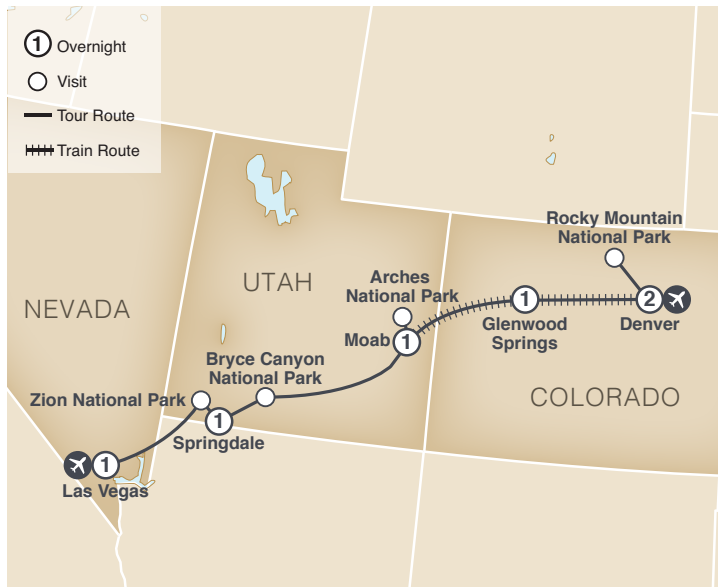 1 Overnight
Visit
Tour Route
Train Route
Rocky Mountain
National Park
UTAH
Arches
National Park
NEVADA
1
2
Glenwood
Springs
Denver
Moab
1
Bryce Canyon
National Park
COLORADO
Zion National Park
1
Springdale
1
Las Vegas